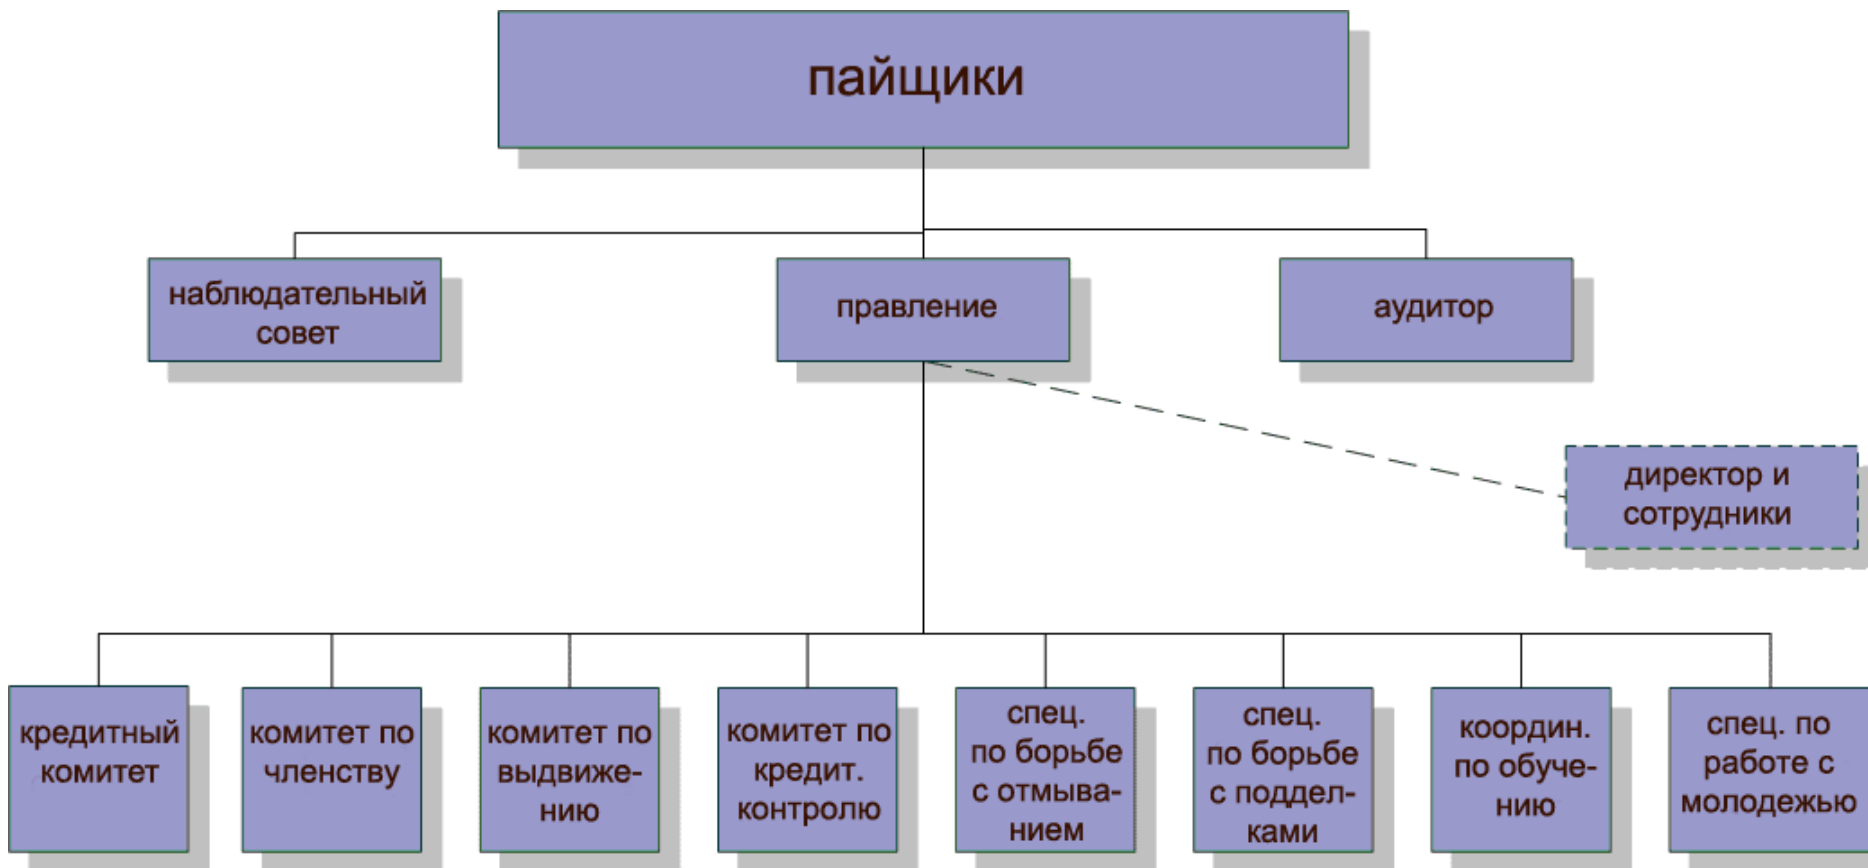 пайщики
наблюдательный
совет
правление
аудитор
директор и
сотрудники
кредитный
комитет
комитет по
членству
комитет по
выдвиже-
нию
комитет по
кредит.
контролю
спец.
по борьбе
с отмыва-
нием
спец.
по борьбе
с поддел-
ками
координ.
по обуче-
нию
спец. по
работе с
молодежью